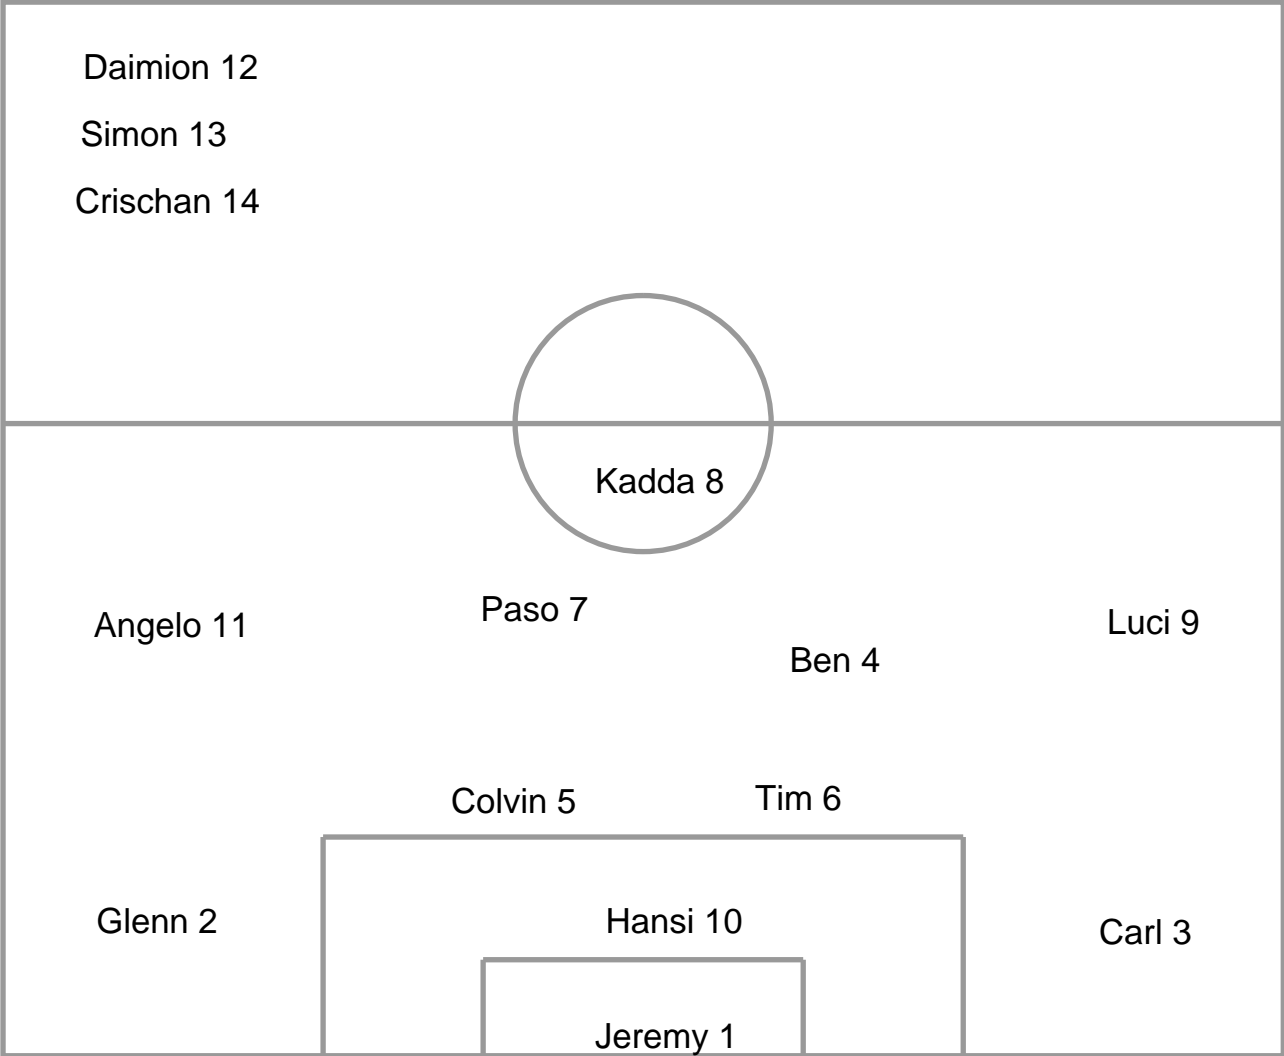 Daimion 12
Simon 13
Crischan 14
Kadda 8
Angelo 11
Paso 7
Luci 9
Ben 4
Colvin 5
Tim 6
Glenn 2
Hansi 10
Carl 3
Jeremy 1